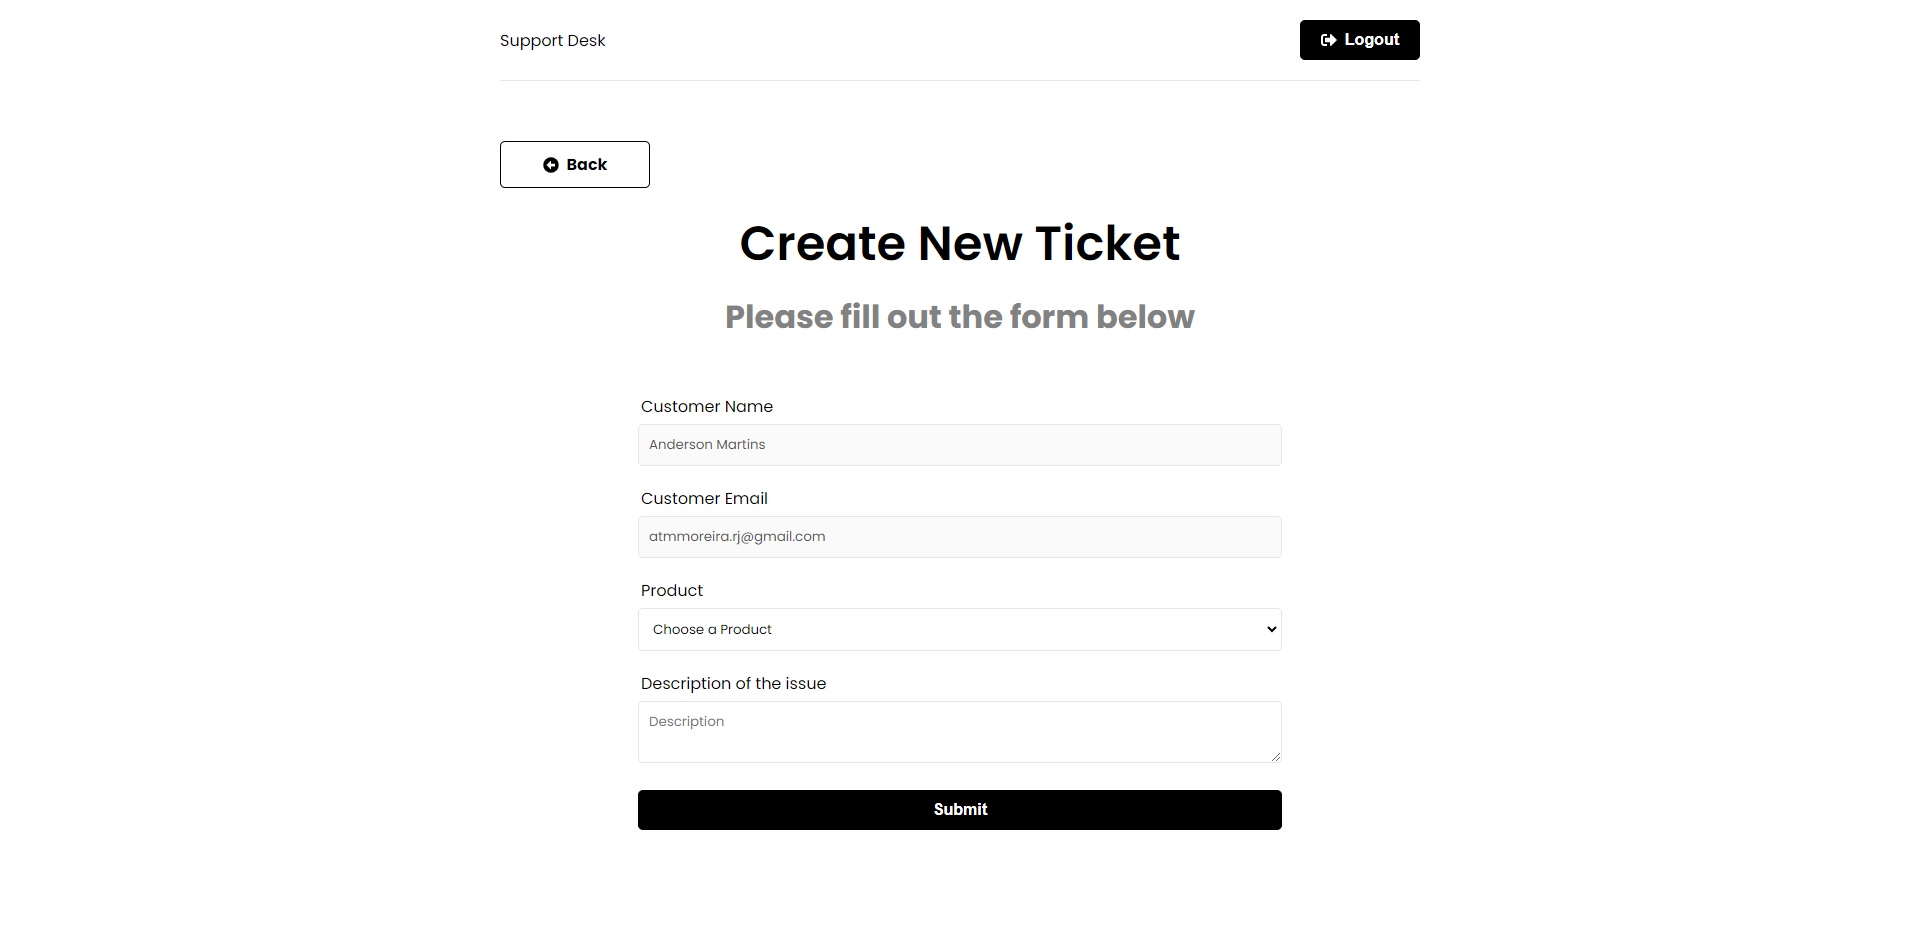 Support Desk
Logout
Back
Create New Ticket
Please fill out the form below
Customer Name
Anderson Martins
Customer Email
atmmoreira.rj@gmail.com
Product
Choose a Product
Description of the issue
Description
Submit